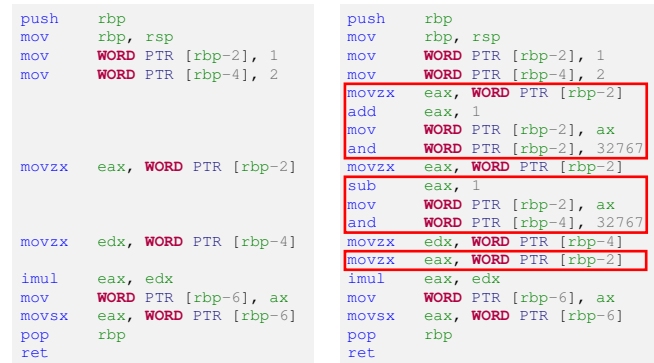 push rbp
mov rbp, rsp
mov WORD PTR [rbp-2], 1
mov WORD PTR [rbp-4], 2
movzx eax, WORD PTR [rbp-2]
movzx edx, WORD PTR [rbp-4]
imul eax, edx
mov WORD PTR [rbp-6], ax
movsx eax, WORD PTR [rbp-6]
pop rbp
ret
push rbp
mov rbp, rsp
mov WORD PTR [rbp-2], 1
mov WORD PTR [rbp-4], 2
movzx eax, WORD PTR [rbp-2]
add eax, 1
mov WORD PTR [rbp-2], ax
and WORD PTR [rbp-2], 32767
movzx eax, WORD PTR [rbp-2]
sub eax, 1
mov WORD PTR [rbp-2], ax
and WORD PTR [rbp-4], 32767
movzx edx, WORD PTR [rbp-4]
movzx eax, WORD PTR [rbp-2]
imul eax, edx
mov WORD PTR [rbp-6], ax
movsx eax, WORD PTR [rbp-6]
pop rbp
ret